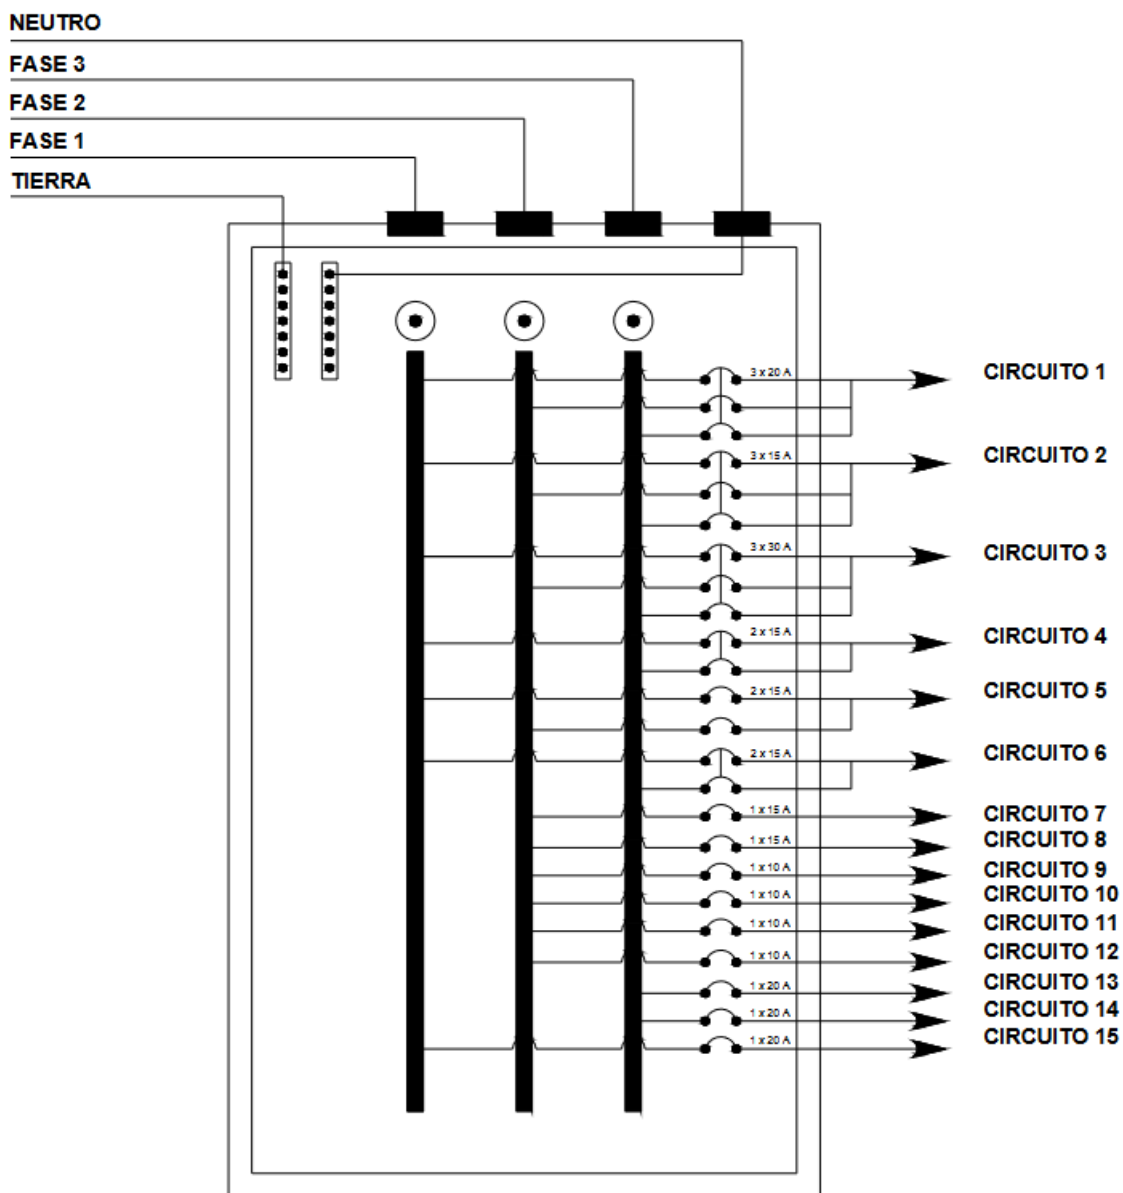 NEUTRO
FASE 3
FASE 2
FASE 1
TIERRA
3 x 20 A CIRCUITO 1
3 x 15 A CIRCUITO 2
3 x 30 A CIRCUITO 3
2 x 15 A CIRCUITO 4
2 x 15 A CIRCUITO 5
2 x 15 A CIRCUITO 6
1 x 15 A CIRCUITO 7
1 x 15 A CIRCUITO 8
1 x 10 A CIRCUITO 9
1 x 10 A CIRCUITO 10
1 x 10 A CIRCUITO 11
1 x 10 A CIRCUITO 12
1 x 20 A CIRCUITO 13
1 x 20 A CIRCUITO 14
1 x 20 A CIRCUITO 15